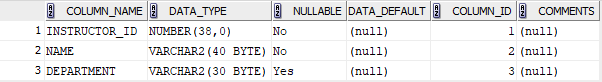 COLUMN_NAME DATA_TYPE NULLABLE DATA_DEFAULT COLUMN_ID COMMENTS
1 INSTRUCTOR_ID NUMBER(38,0) No (null) 1 (null)
2 NAME VARCHAR2(40 BYTE) No (null) 2 (null)
3 DEPARTMENT VARCHAR2(30 BYTE) Yes (null) 3 (null)